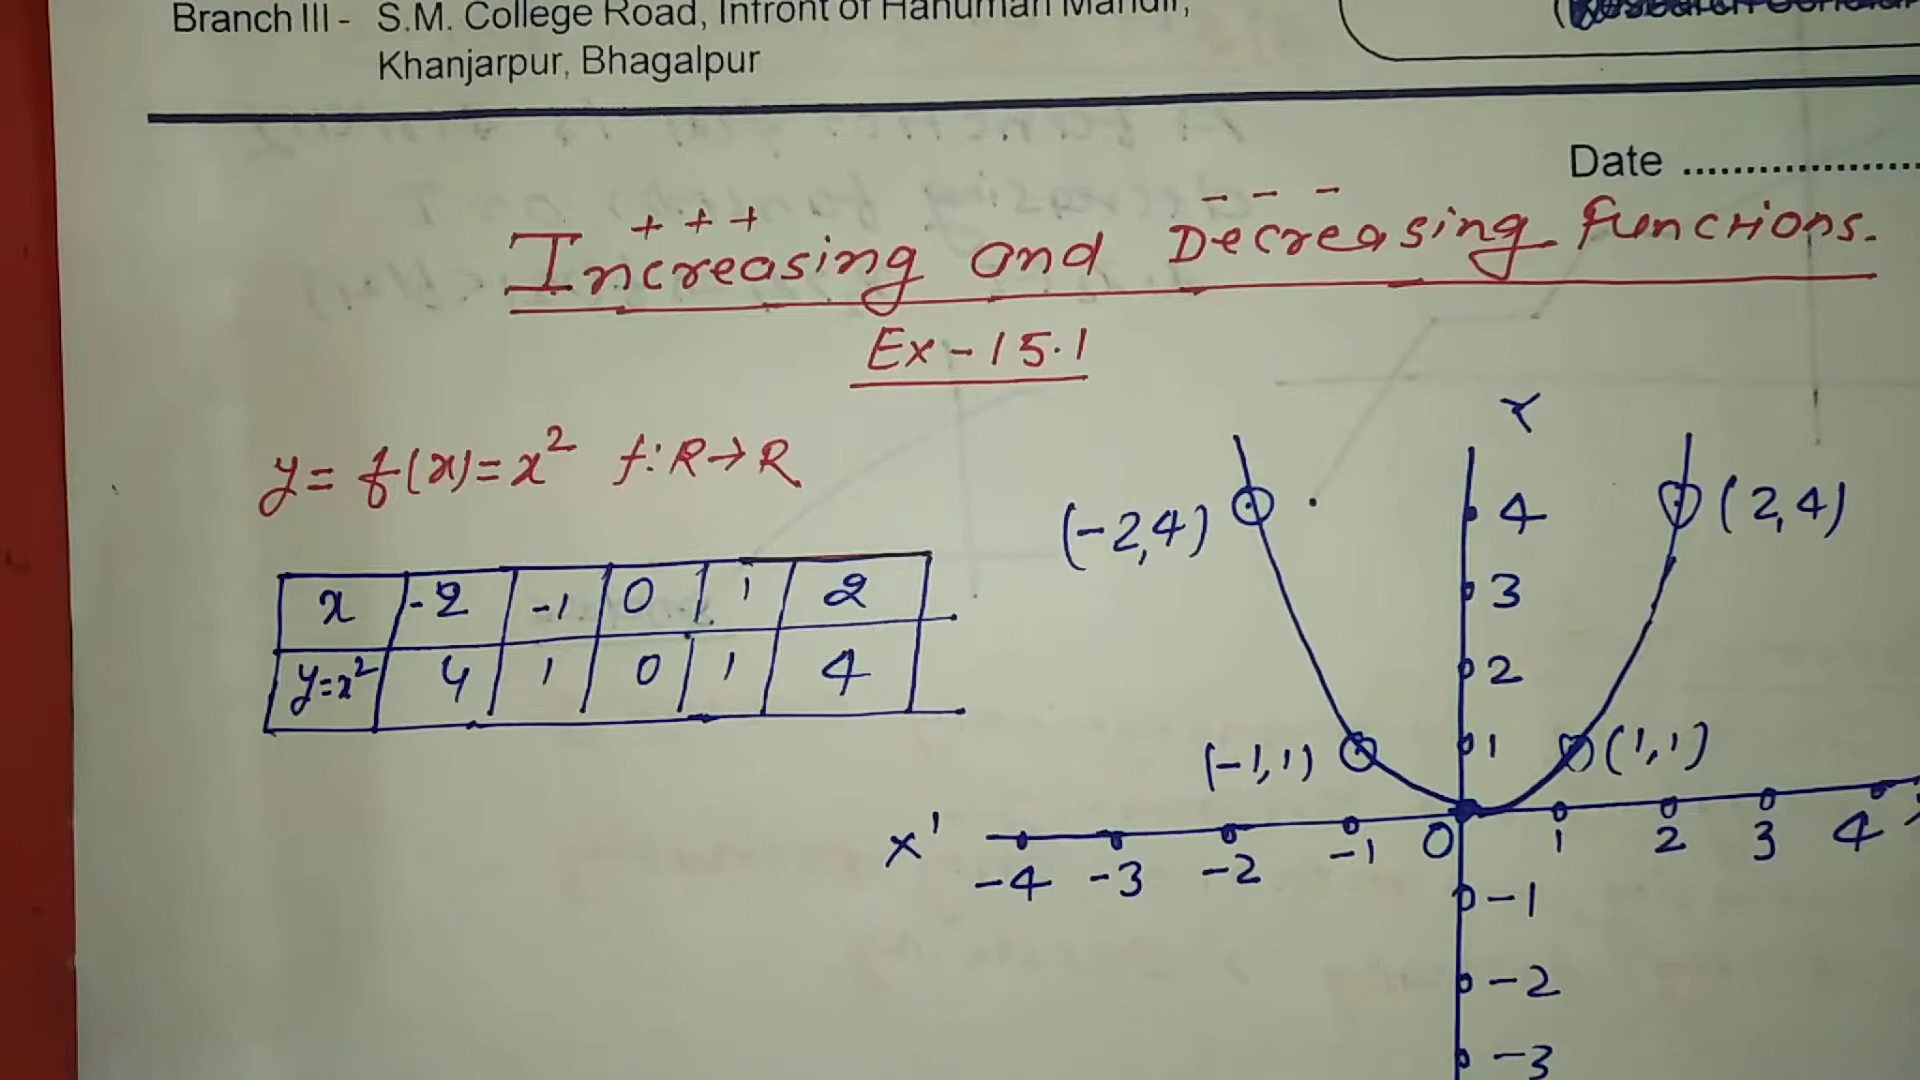 Branch III - S.M. College Road, Infront of Hanuman Mandir,
Khanjarpur, Bhagalpur
Date ....................
+ + + - - -
Increasing and Decreasing functions.
Ex-15.1
y = f(x) = x² f: R→R
x -2 -1 0 1 2
y=x² 4 1 0 1 4
Y
(-2,4) 4 (2,4)
3
2
(-1,1) 1 (1,1)
X'
-4 -3 -2 -1 0 1 2 3 4
-1
-2
-3